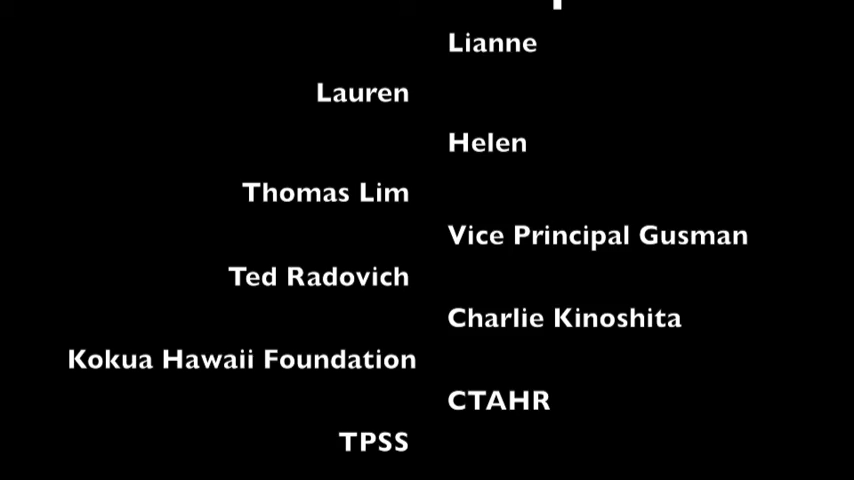 Lianne
Lauren
Helen
Thomas Lim
Vice Principal Gusman
Ted Radovich
Charlie Kinoshita
Kokua Hawaii Foundation
CTAHR
TPSS